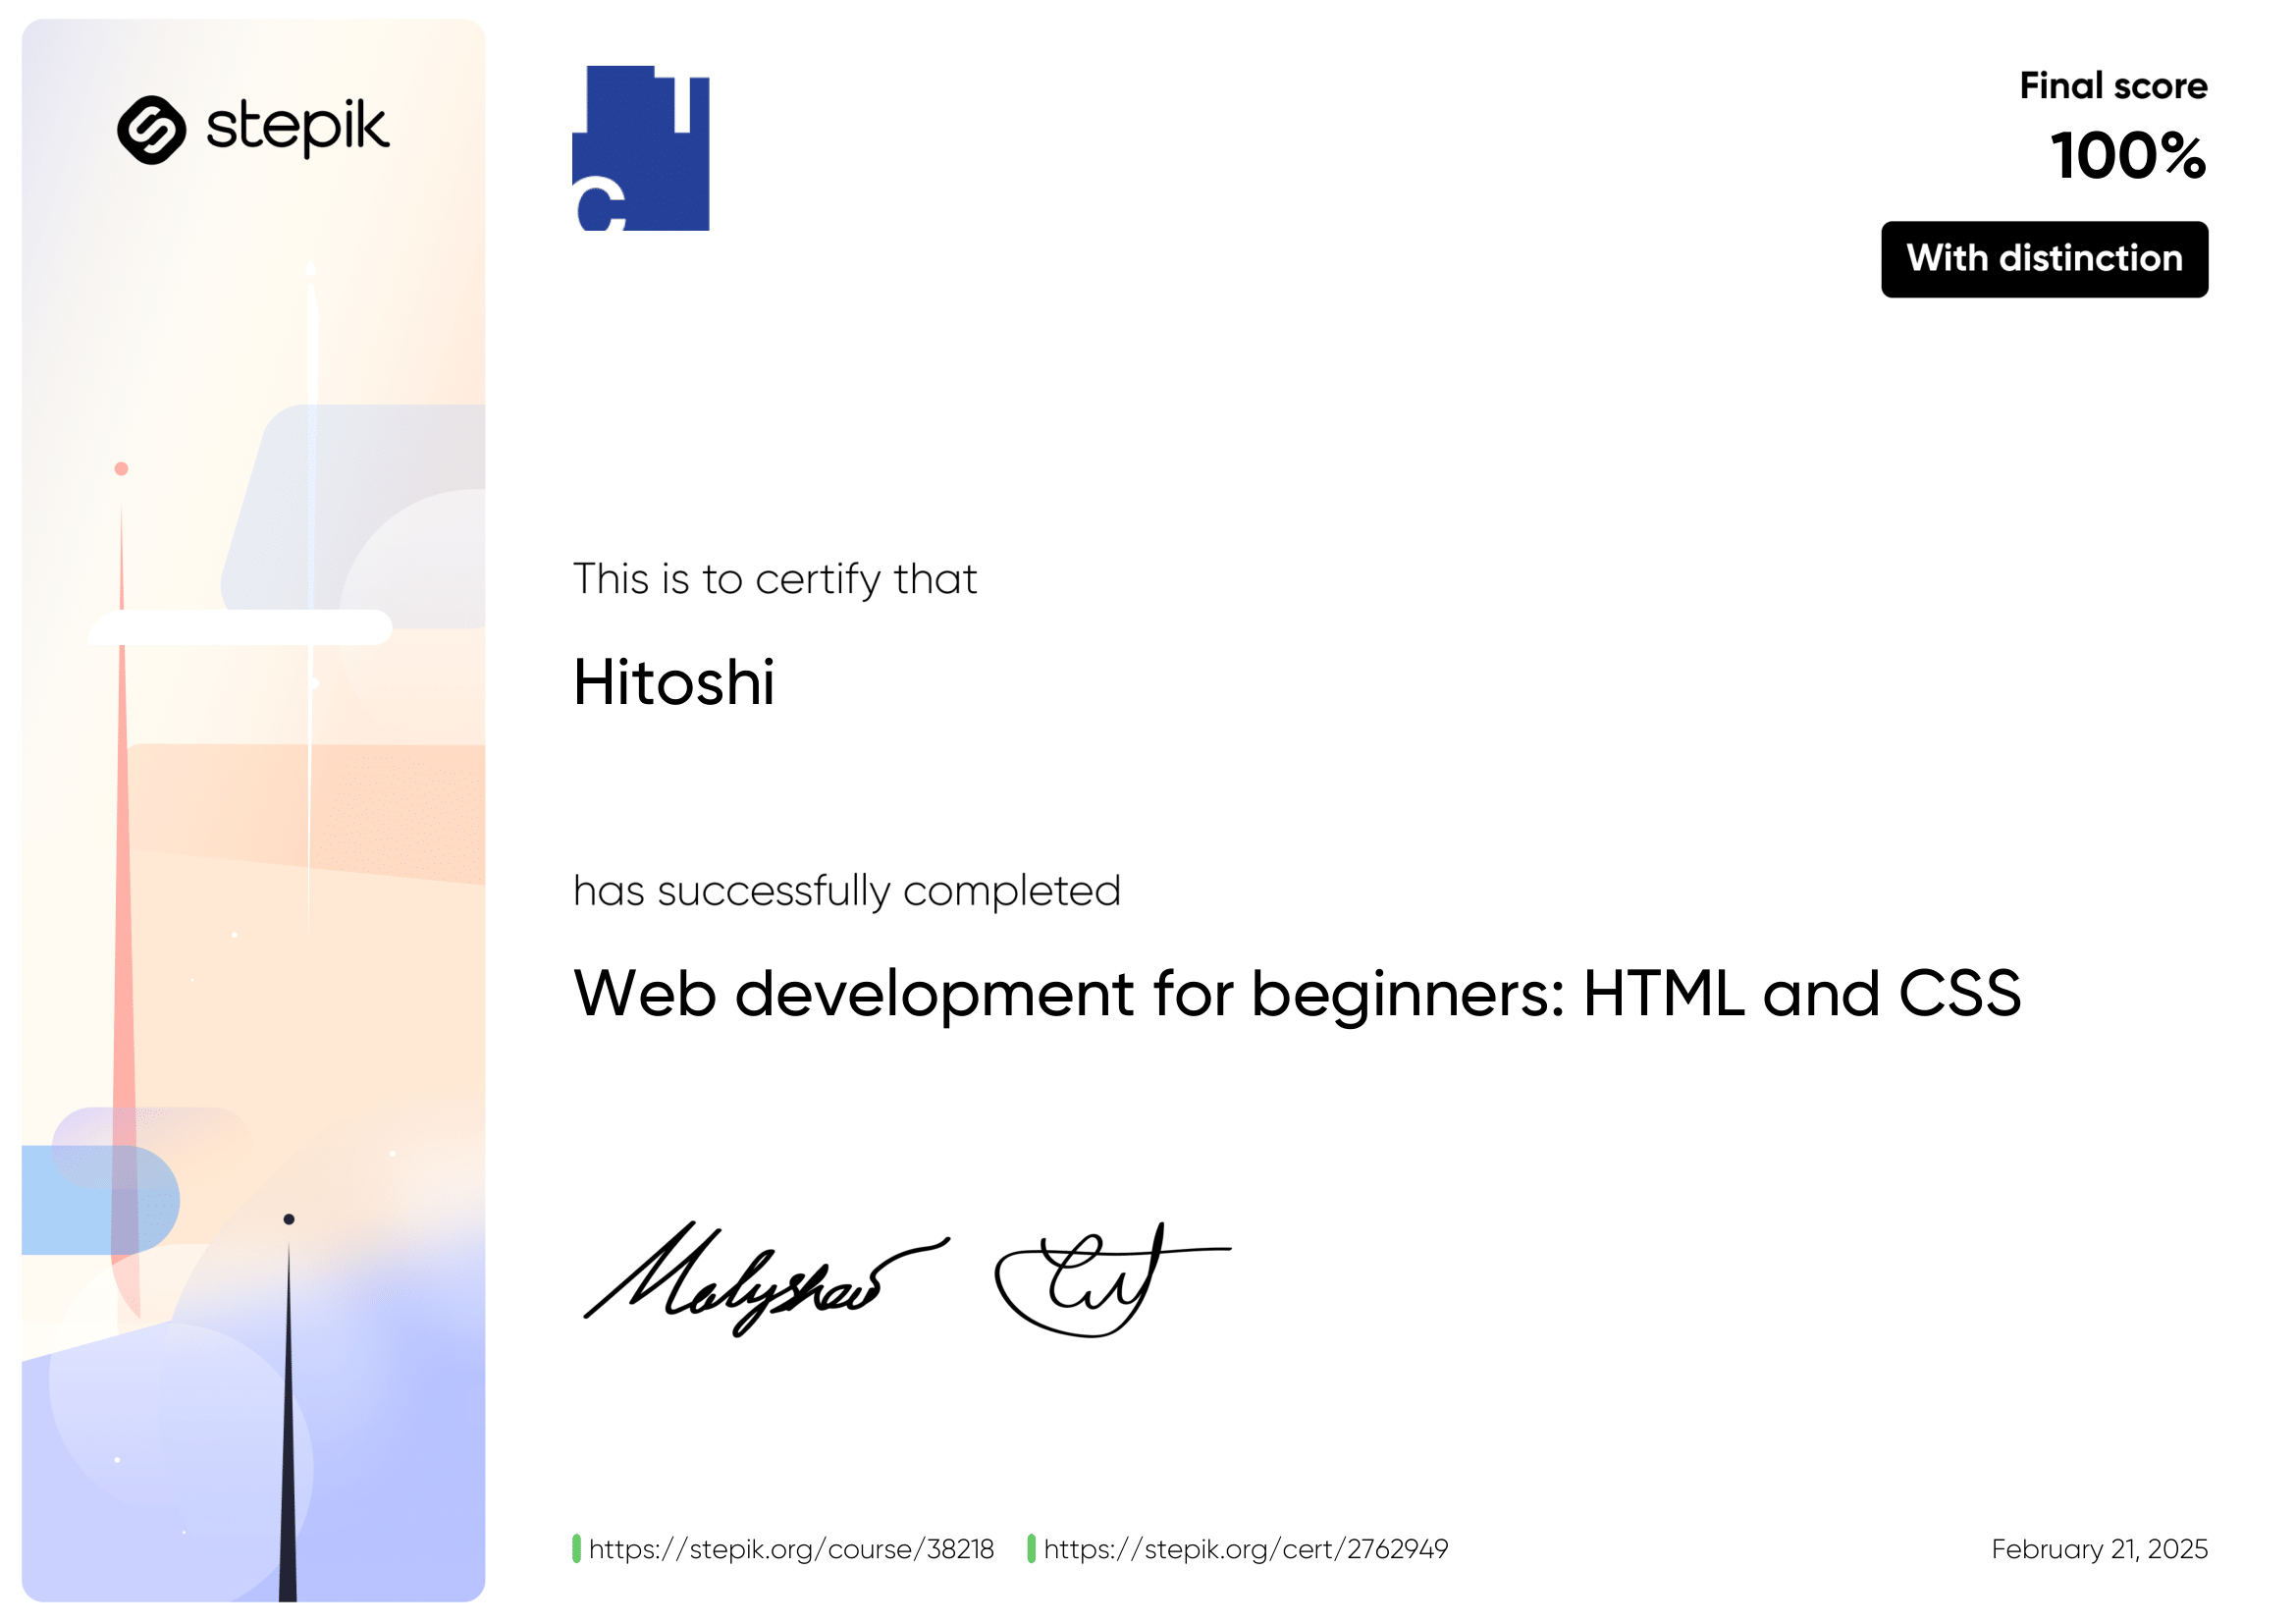 stepik
Final score
100%
With distinction
This is to certify that
Hitoshi
has successfully completed
Web development for beginners: HTML and CSS
Malyshev
https://stepik.org/course/38218
https://stepik.org/cert/2762949
February 21, 2025